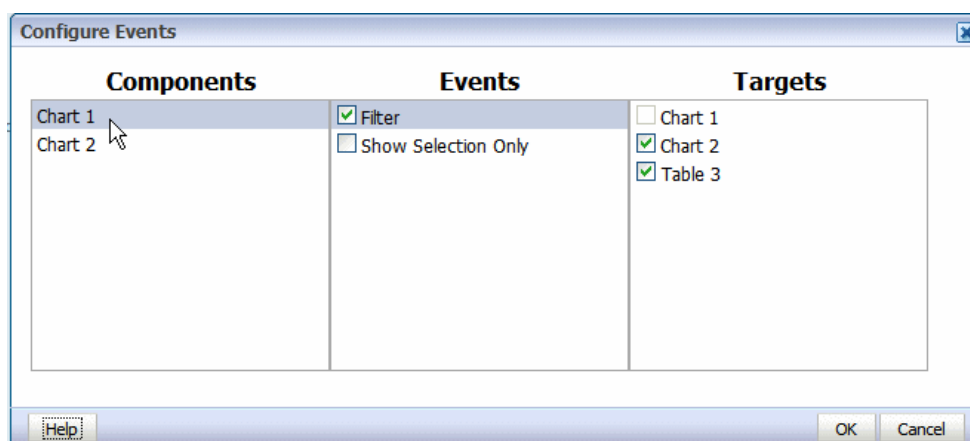 Configure Events
Components Events Targets
Chart 1 Filter Chart 1
Chart 2 Show Selection Only Chart 2
Table 3
Help OK Cancel